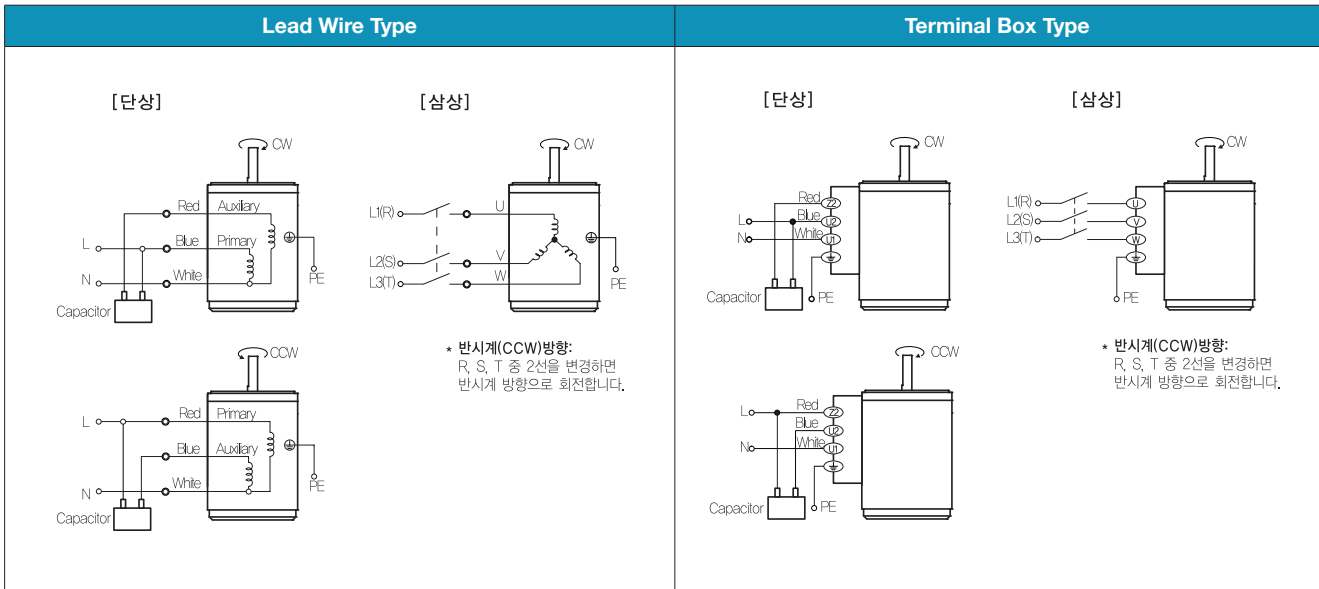 Lead Wire Type
Terminal Box Type
[단상]
CW
Red Auxiliary
L Blue Primary
N White
PE
Capacitor
CCW
Red Primary
L
Blue Auxiliary
White
N
PE
Capacitor
[삼상]
CW
L1(R) U
L2(S) V
L3(T) W
PE
* 반시계(CCW)방향:
R, S, T 중 2선을 변경하면
반시계 방향으로 회전합니다.
[단상]
CW
Red Z2
L Blue U2
N White U1
Capacitor PE
CCW
Red Z2
L
Blue U2
N White U1
Capacitor PE
[삼상]
CW
L1(R) U
L2(S) V
L3(T) W
PE
* 반시계(CCW)방향:
R, S, T 중 2선을 변경하면
반시계 방향으로 회전합니다.